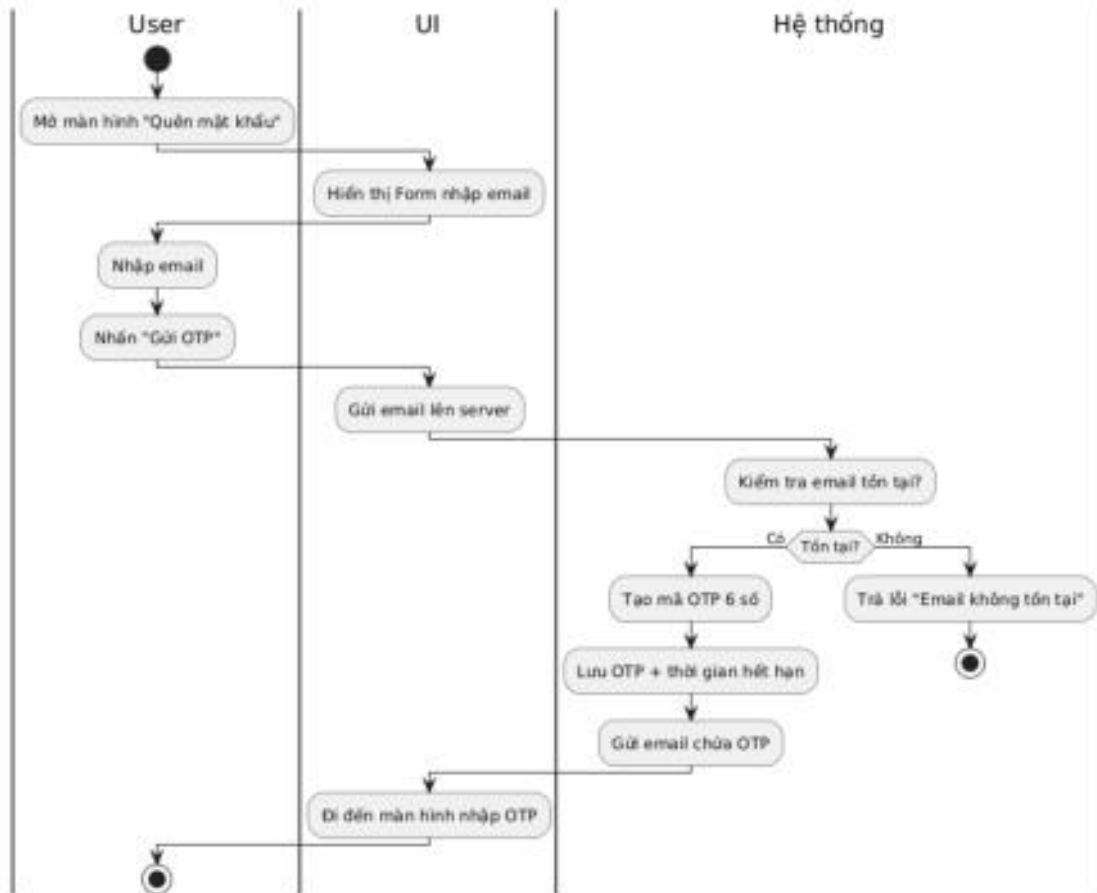 User
UI
Hệ thống
Mở màn hình "Quên mật khẩu"
Hiển thị Form nhập email
Nhập email
Nhấn "Gửi OTP"
Gửi email lên server
Kiểm tra email tồn tại?
Có
Tồn tại?
Không
Tạo mã OTP 6 số
Trả lỗi "Email không tồn tại"
Lưu OTP + thời gian hết hạn
Gửi email chứa OTP
Đi đến màn hình nhập OTP